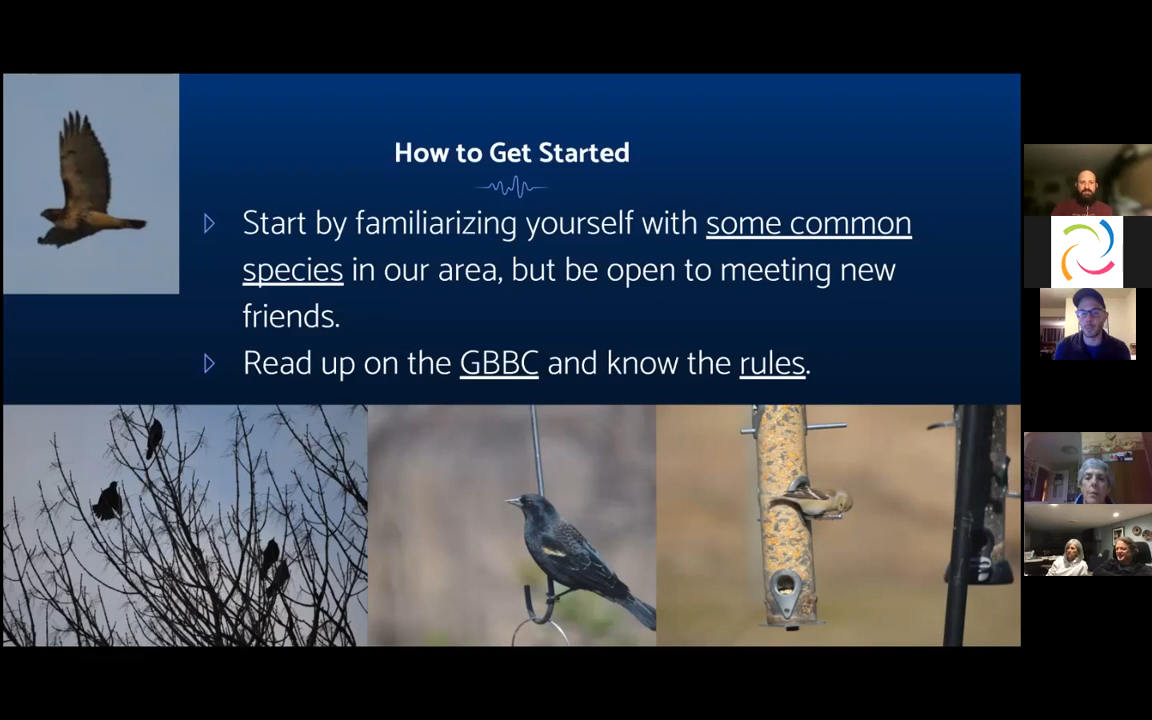 How to Get Started
Start by familiarizing yourself with some common
species in our area, but be open to meeting new
friends.
Read up on the GBBC and know the rules.